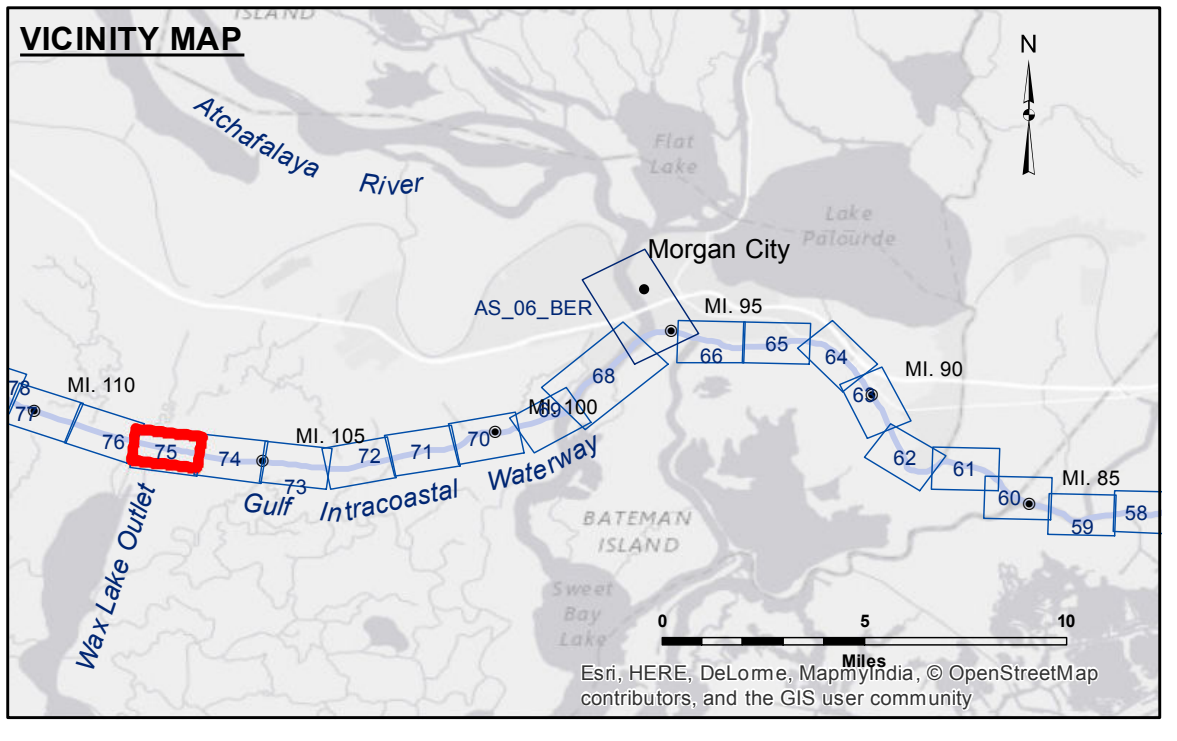 ISLAND
VICINITY MAP
N
Atchafalaya
River
Flat
Lake
Lake
Palourde
Morgan City
AS_06_BER
MI. 95
66
65
64
MI. 90
63
68
78
MI. 110
77
MI. 100
69
76
75
74
MI. 105
73
72
71
70
62
61
60
MI. 85
59
58
Gulf
Intracoastal
Waterway
Wax Lake Outlet
BATEMAN
ISLAND
Sweet
Bay
Lake
0
5
10
Miles
Esri, HERE, DeLorme, MapmyIndia, © OpenStreetMap
contributors, and the GIS user community